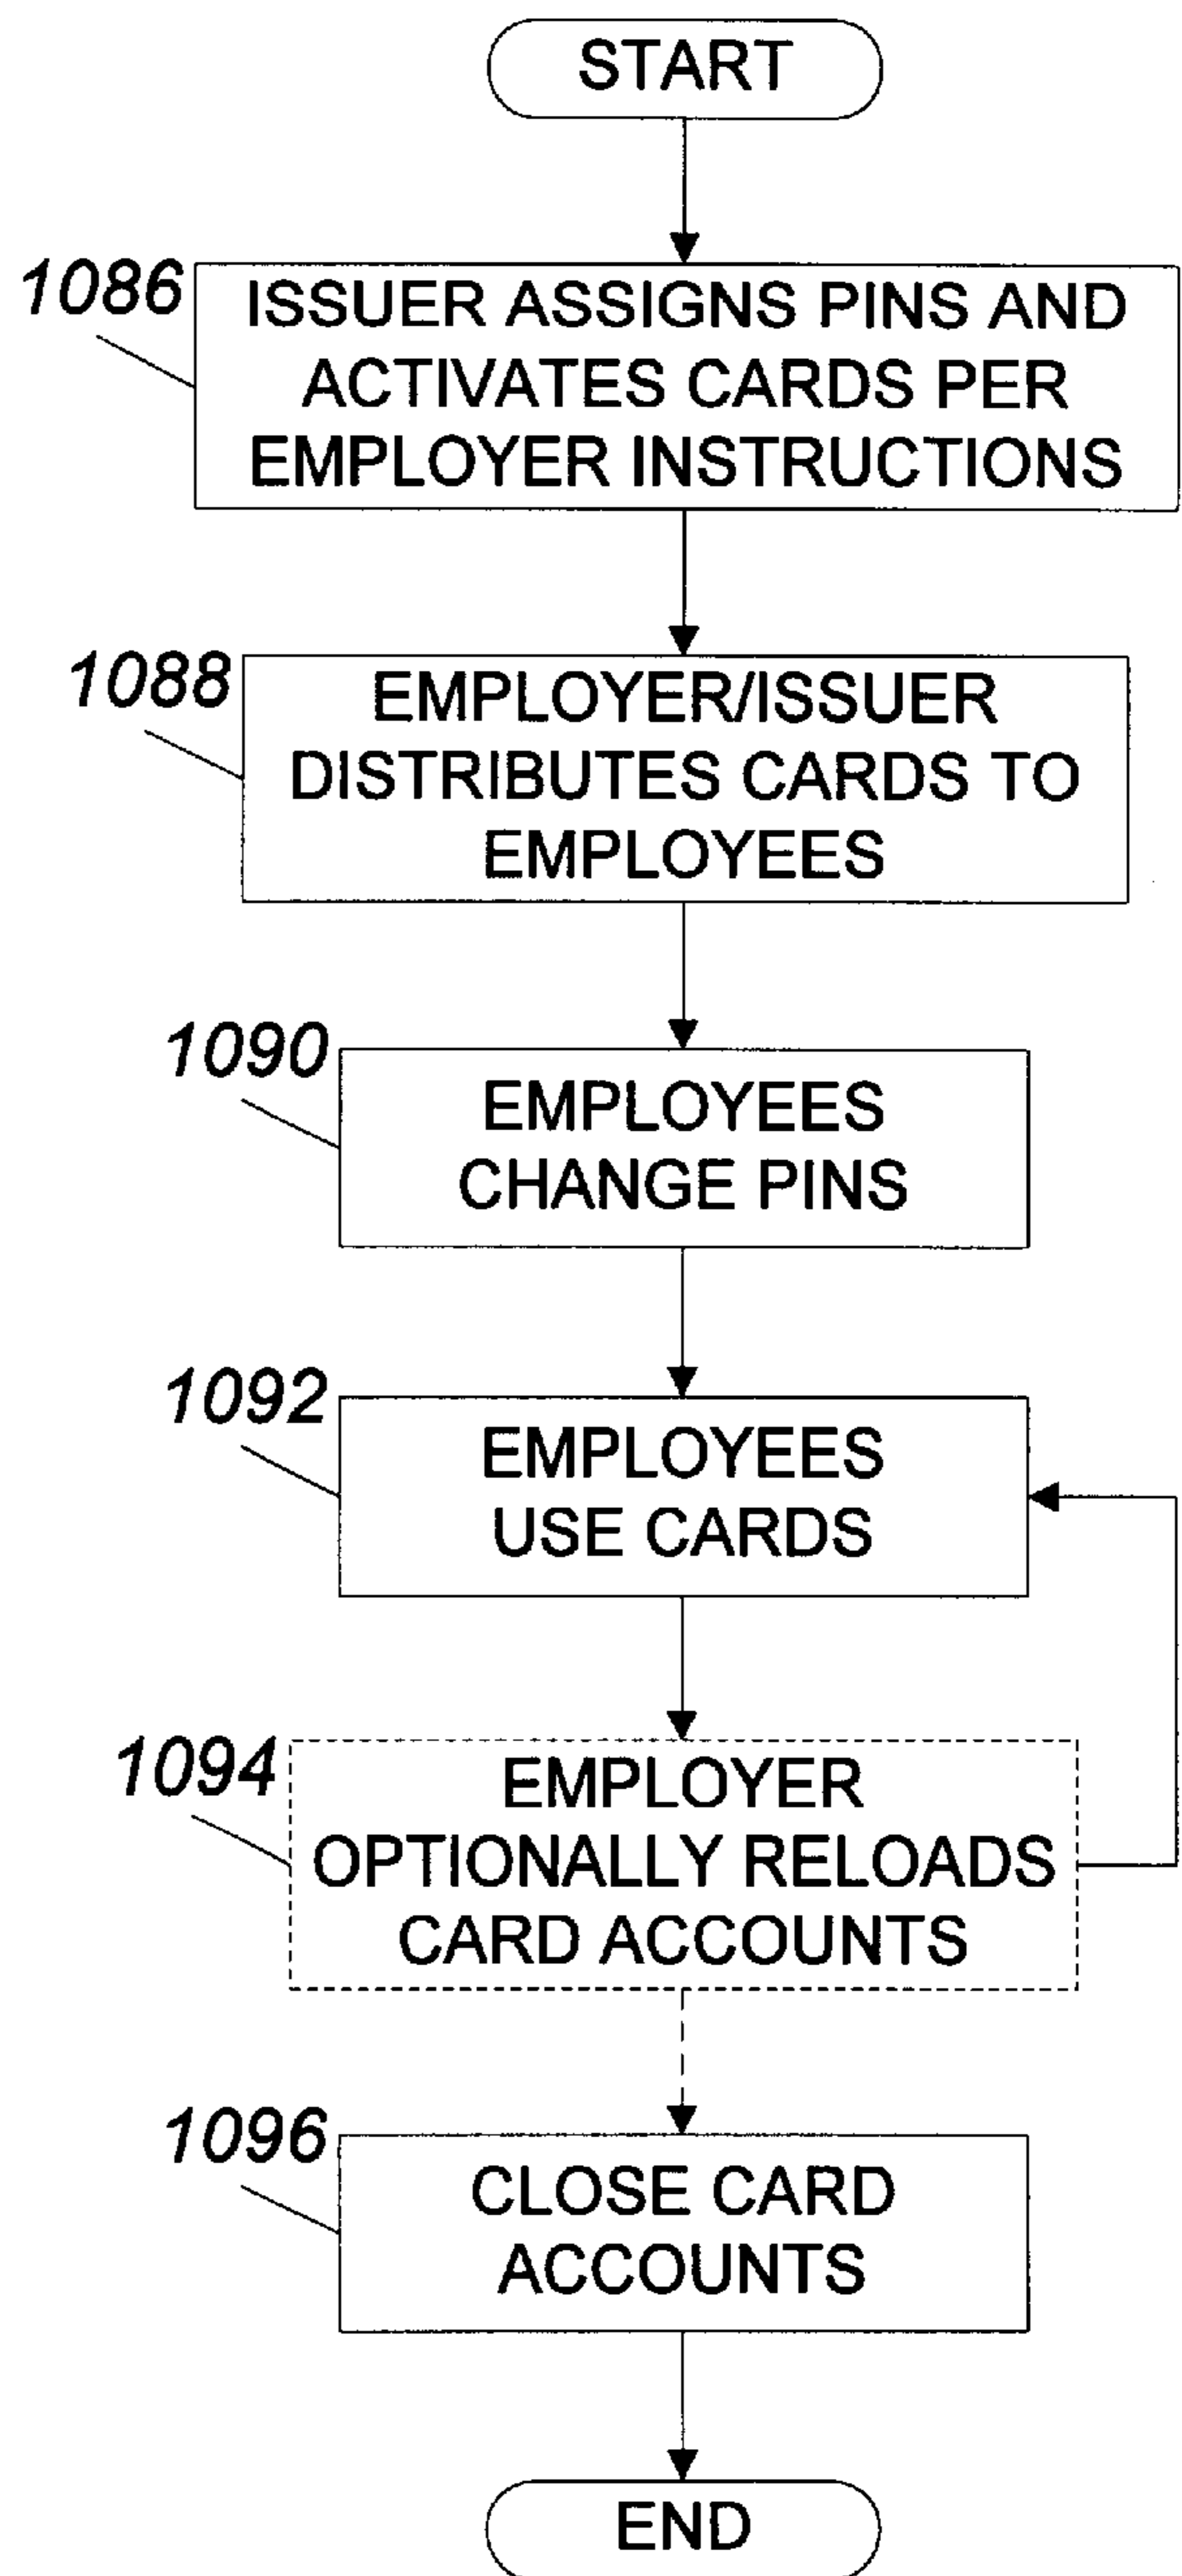 START
1086
ISSUER ASSIGNS PINS AND
ACTIVATES CARDS PER
EMPLOYER INSTRUCTIONS
1088
EMPLOYER/ISSUER
DISTRIBUTES CARDS TO
EMPLOYEES
1090
EMPLOYEES
CHANGE PINS
1092
EMPLOYEES
USE CARDS
1094
EMPLOYER
OPTIONALLY RELOADS
CARD ACCOUNTS
1096
CLOSE CARD
ACCOUNTS
END